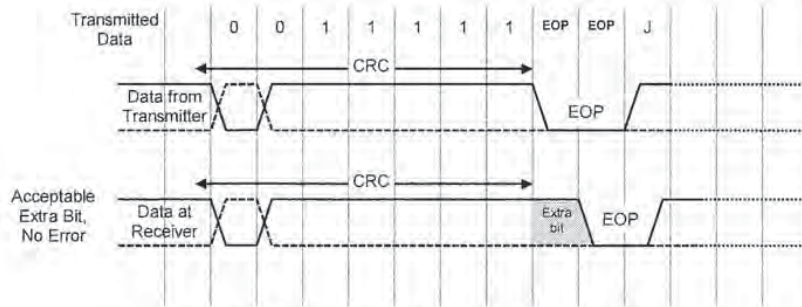 Transmitted
Data
0 0 1 1 1 1 1 EOP EOP J
CRC
Data from
Transmitter
EOP
CRC
Acceptable
Extra Bit,
No Error
Data at
Receiver
Extra
bit
EOP